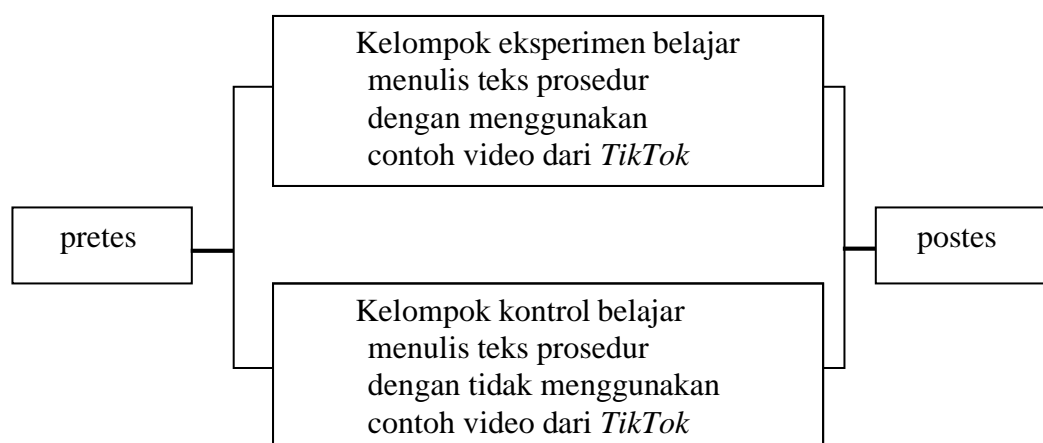 Kelompok eksperimen belajar
menulis teks prosedur
dengan menggunakan
contoh video dari TikTok
pretes
postes
Kelompok kontrol belajar
menulis teks prosedur
dengan tidak menggunakan
contoh video dari TikTok